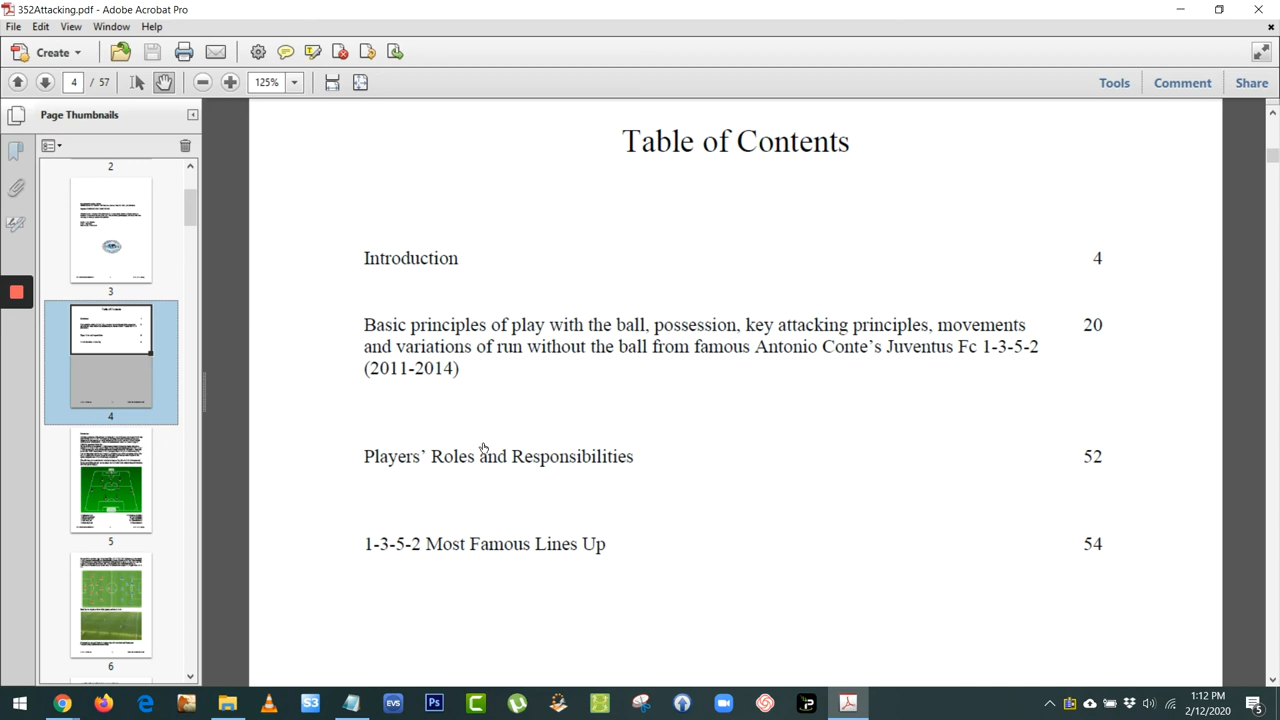 352Attacking.pdf - Adobe Acrobat Pro
File Edit View Window Help
Create
4 / 57 125% Tools Comment Share
Page Thumbnails
2
3
4
5
6
Table of Contents
Introduction 4
Basic principles of play with the ball, possession, key attacking principles, movements 20
and variations of run without the ball from famous Antonio Conte’s Juventus Fc 1-3-5-2
(2011-2014)
Players’ Roles and Responsibilities 52
1-3-5-2 Most Famous Lines Up 54
S3 EVS Ps
1:12 PM
2/12/2020
5